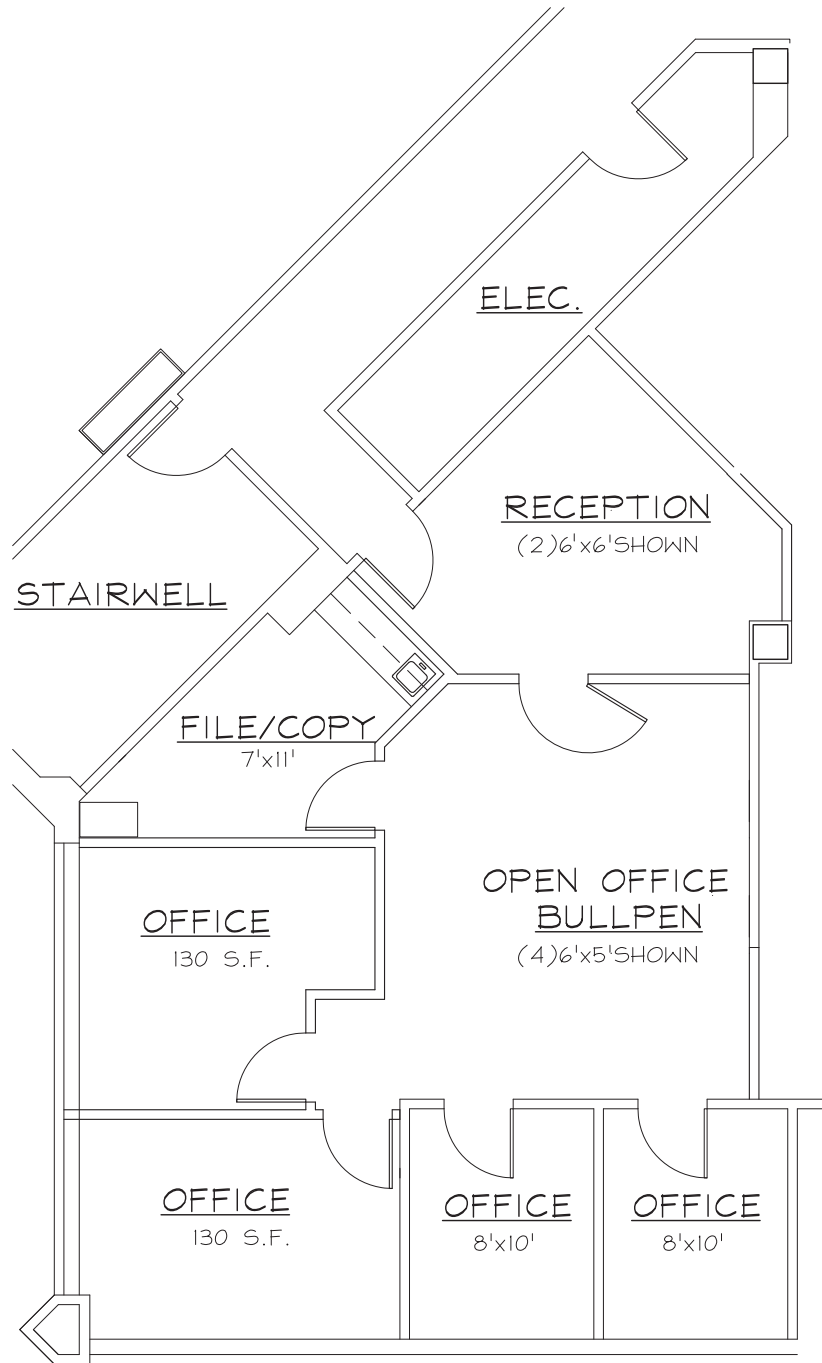 ELEC.
RECEPTION
(2)6'x6'SHOWN
STAIRWELL
FILE/COPY
7'x11'
OPEN OFFICE
BULLPEN
(4)6'x5'SHOWN
OFFICE
130 S.F.
OFFICE
130 S.F.
OFFICE
8'x10'
OFFICE
8'x10'